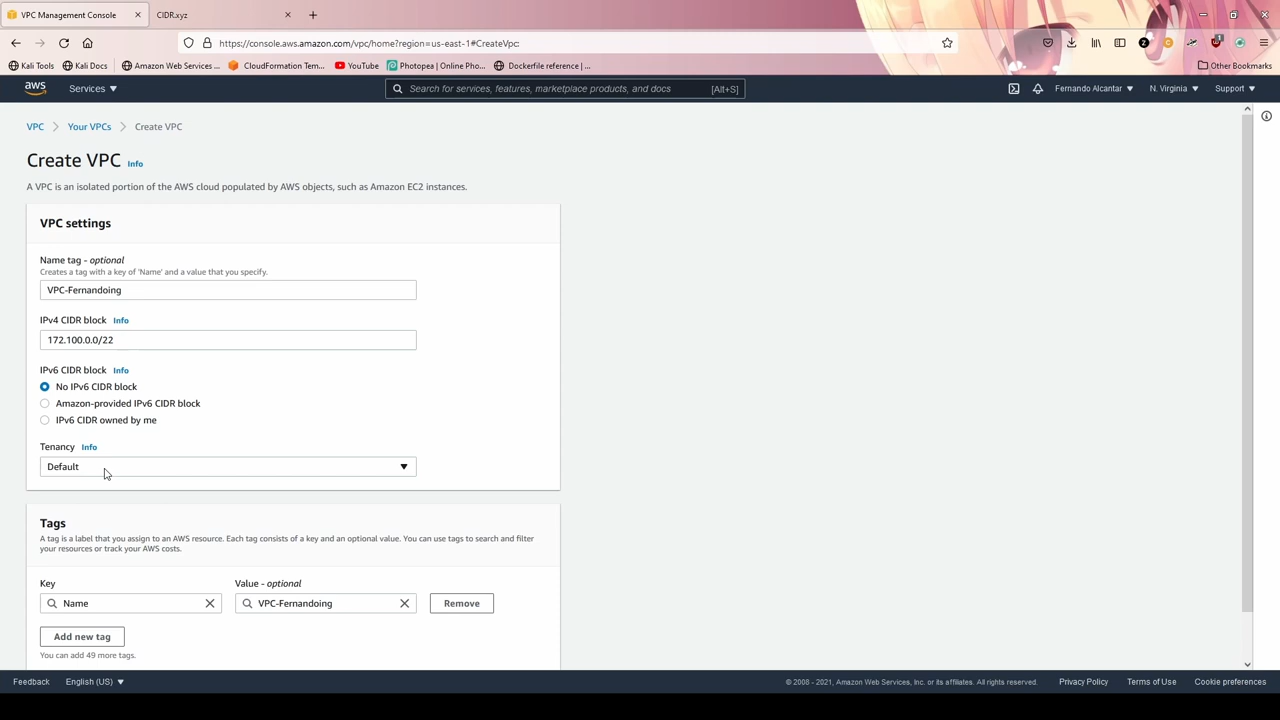 VPC Management Console
CIDR.xyz
https://console.aws.amazon.com/vpc/home?region=us-east-1#CreateVpc:
Kali Tools
Kali Docs
Amazon Web Services ...
CloudFormation Tem...
YouTube
Photopea | Online Pho...
Dockerfile reference | ...
Other Bookmarks
aws
Services
Search for services, features, marketplace products, and docs
[Alt+S]
Fernando Alcantar
N. Virginia
Support
VPC
Your VPCs
Create VPC
Create VPC Info
A VPC is an isolated portion of the AWS cloud populated by AWS objects, such as Amazon EC2 instances.
VPC settings
Name tag - optional
Creates a tag with a key of 'Name' and a value that you specify.
VPC-Fernandoing
IPv4 CIDR block Info
172.100.0.0/22
IPv6 CIDR block Info
No IPv6 CIDR block
Amazon-provided IPv6 CIDR block
IPv6 CIDR owned by me
Tenancy Info
Default
Tags
A tag is a label that you assign to an AWS resource. Each tag consists of a key and an optional value. You can use tags to search and filter
your resources or track your AWS costs.
Key
Value - optional
Name
VPC-Fernandoing
Remove
Add new tag
You can add 49 more tags.
Feedback
English (US)
© 2008 - 2021, Amazon Web Services, Inc. or its affiliates. All rights reserved.
Privacy Policy
Terms of Use
Cookie preferences